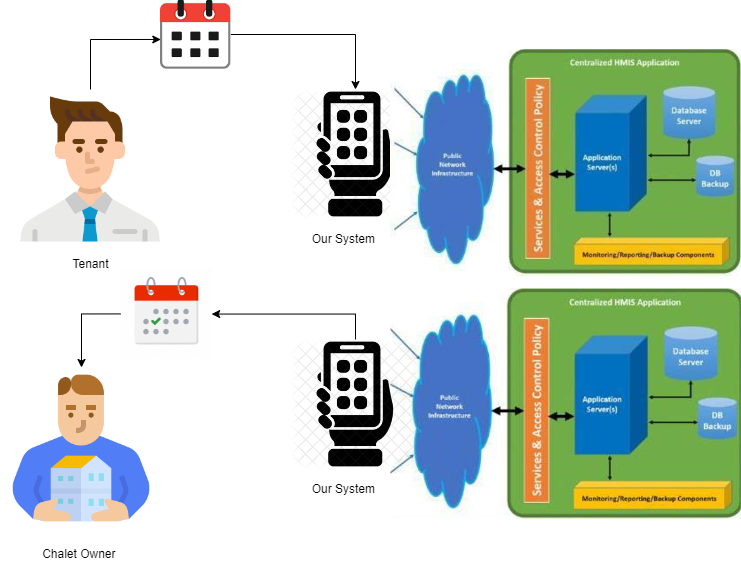 Centralized HMIS Application
Services & Access Control Policy
Database
Server
Application
Server(s)
Public
Network
Infrastructure
DB
Backup
Monitoring/Reporting/Backup Components
Our System
Tenant
Centralized HMIS Application
Services & Access Control Policy
Database
Server
Application
Server(s)
Public
Network
Infrastructure
DB
Backup
Monitoring/Reporting/Backup Components
Our System
Chalet Owner